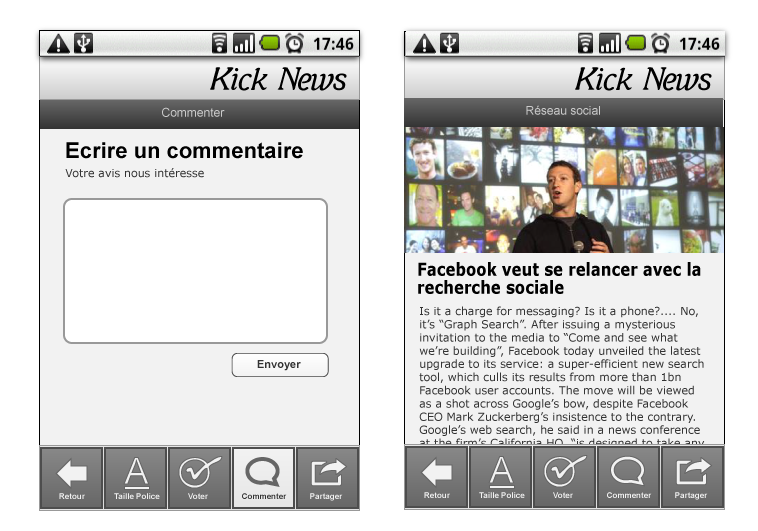 17:46
Kick News
Commenter
Ecrire un commentaire
Votre avis nous intéresse
Envoyer
Retour
Taille Police
Voter
Commenter
Partager
17:46
Kick News
Réseau social
Facebook veut se relancer avec la
recherche sociale
Is it a charge for messaging? Is it a phone?.... No,
it's “Graph Search”. After issuing a mysterious
invitation to the media to “Come and see what
we're building”, Facebook today unveiled the latest
upgrade to its service: a super-efficient new search
tool, which culls its results from more than 1bn
Facebook user accounts. The move will be viewed
as a shot across Google's bow, despite Facebook
CEO Mark Zuckerberg's insistence to the contrary.
Google's web search, he said in a news conference
at the firm's California HQ, “is designed to take any
Retour
Taille Police
Voter
Commenter
Partager